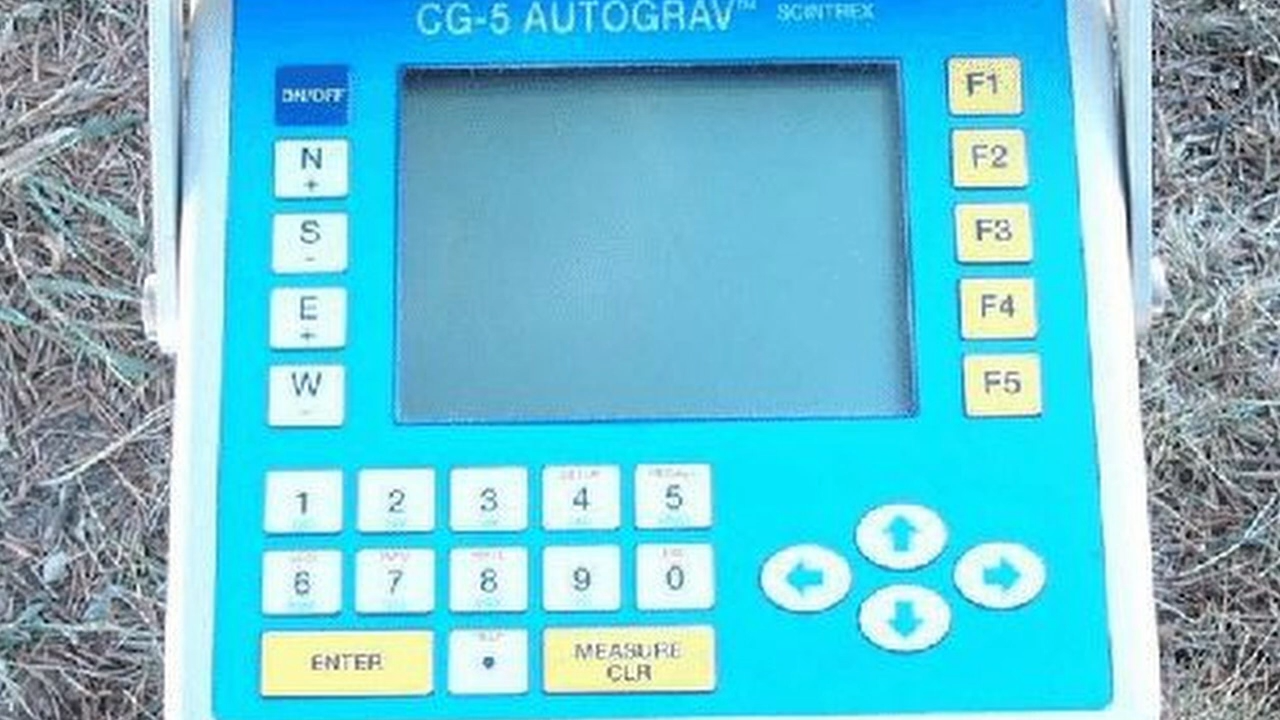 CG-5 AUTOGRAV™ SCINTREX
ON/OFF
F1
N
+
F2
S
-
F3
E
+
F4
W
-
F5
1 2 3 4 5
6 7 8 9 0
ENTER . MEASURE
CLR